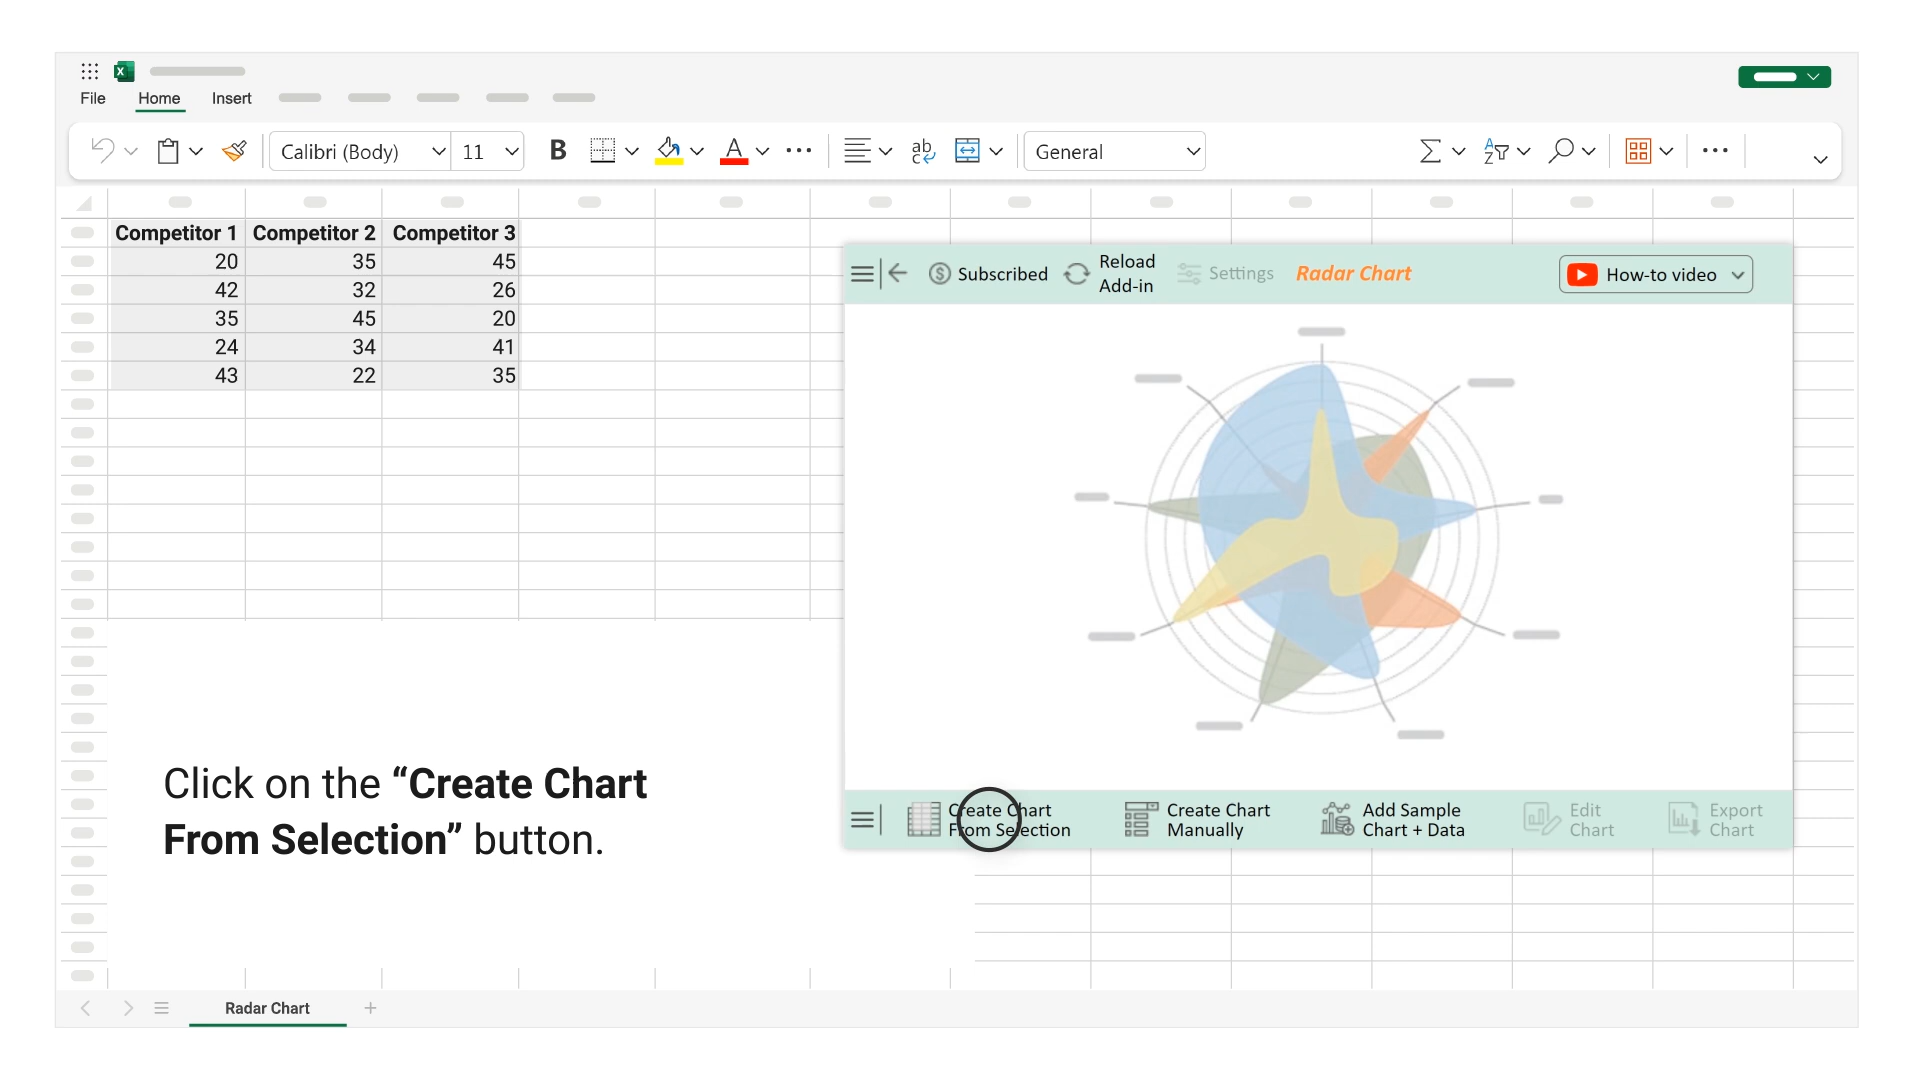 File Home Insert
Calibri (Body) 11 B A ab c General A Z
Competitor 1 Competitor 2 Competitor 3
20 35 45
42 32 26
35 45 20
24 34 41
43 22 35
Subscribed Reload Add-in Settings Radar Chart How-to video
Click on the “Create Chart
From Selection” button.
Create Chart
From Selection
Create Chart
Manually
Add Sample
Chart + Data
Edit
Chart
Export
Chart
Radar Chart